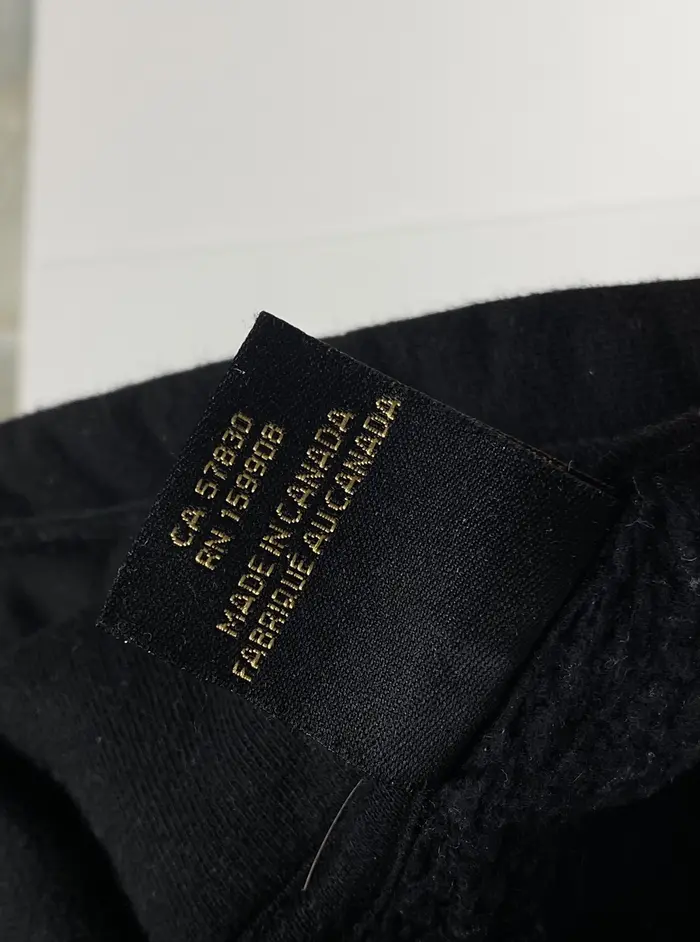 CA 57830
RN 159908
MADE IN CANADA
FABRIQUÉ AU CANADA